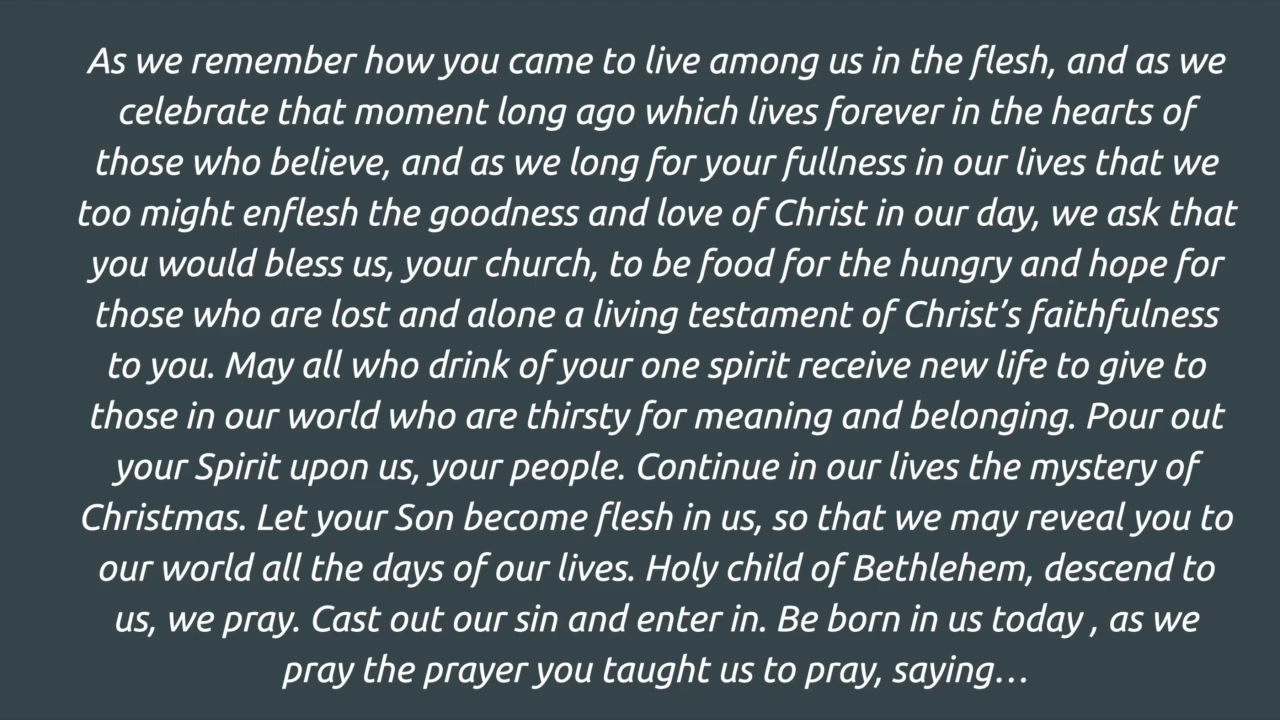 As we remember how you came to live among us in the flesh, and as we
celebrate that moment long ago which lives forever in the hearts of
those who believe, and as we long for your fullness in our lives that we
too might enflesh the goodness and love of Christ in our day, we ask that
you would bless us, your church, to be food for the hungry and hope for
those who are lost and alone a living testament of Christ’s faithfulness
to you. May all who drink of your one spirit receive new life to give to
those in our world who are thirsty for meaning and belonging. Pour out
your Spirit upon us, your people. Continue in our lives the mystery of
Christmas. Let your Son become flesh in us, so that we may reveal you to
our world all the days of our lives. Holy child of Bethlehem, descend to
us, we pray. Cast out our sin and enter in. Be born in us today , as we
pray the prayer you taught us to pray, saying…